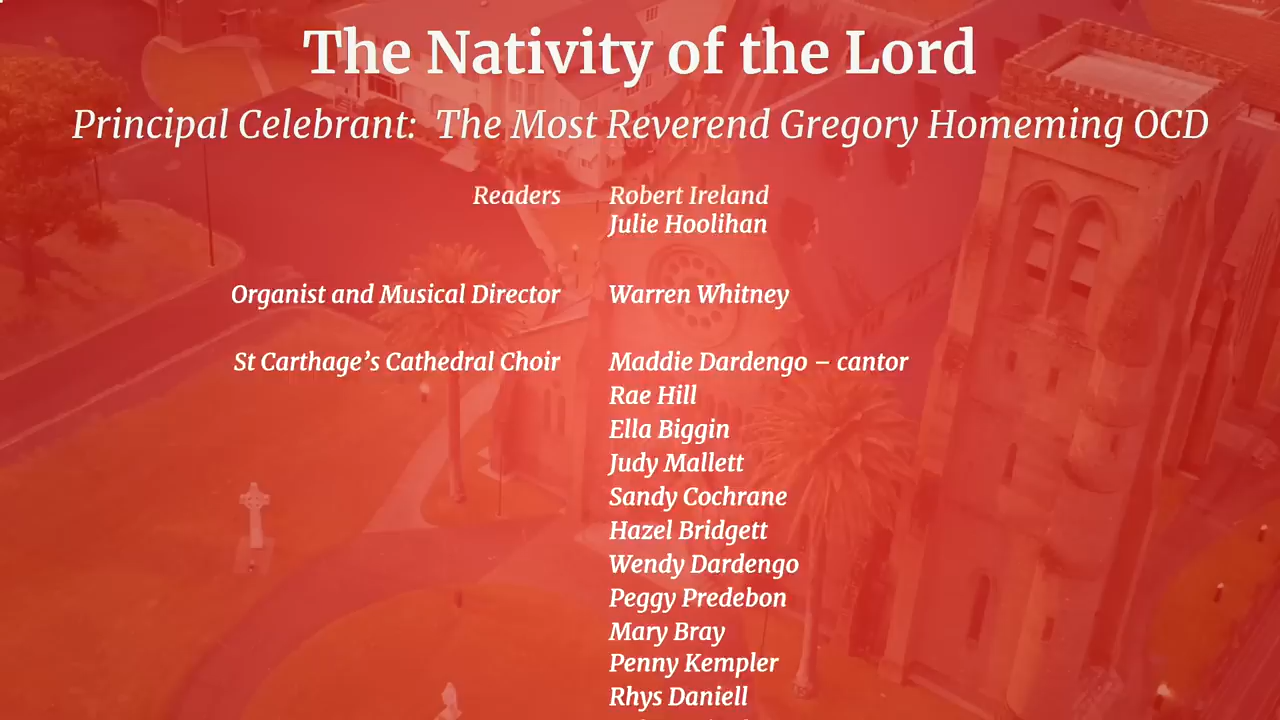 The Nativity of the Lord
Principal Celebrant: The Most Reverend Gregory Homeming OCD
Readers Robert Ireland
Julie Hoolihan
Organist and Musical Director Warren Whitney
St Carthage's Cathedral Choir Maddie Dardengo – cantor
Rae Hill
Ella Biggin
Judy Mallett
Sandy Cochrane
Hazel Bridgett
Wendy Dardengo
Peggy Predebon
Mary Bray
Penny Kempler
Rhys Daniell